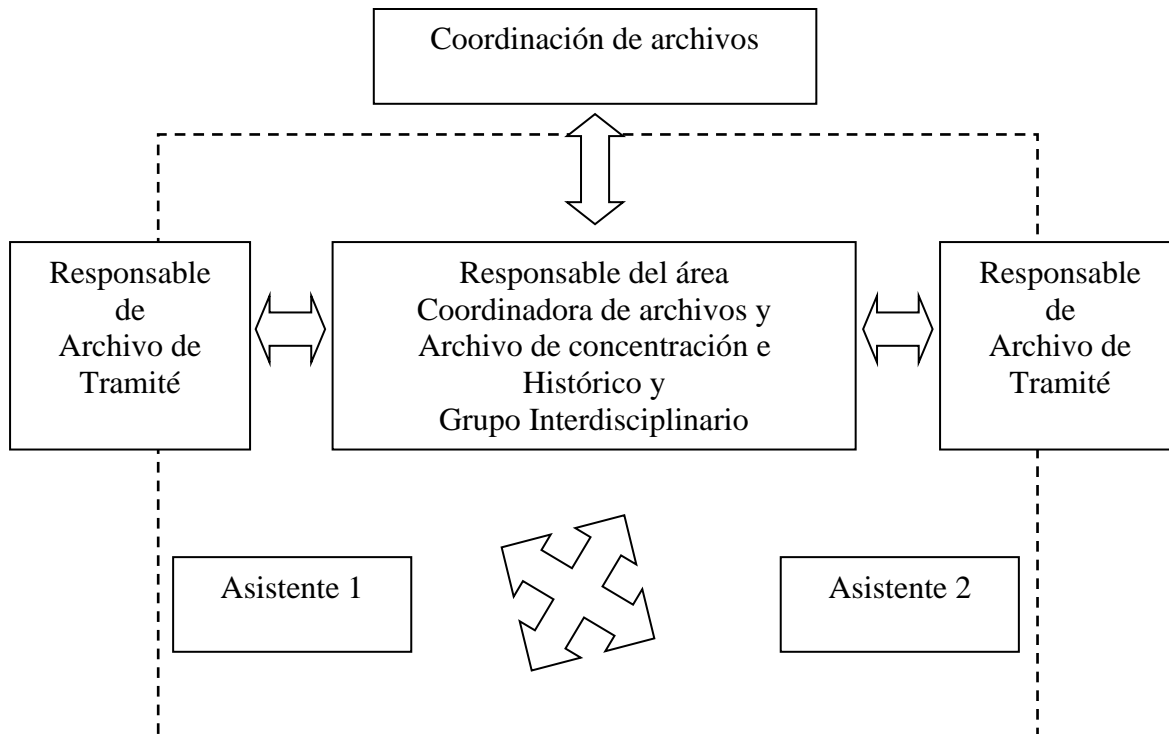 Coordinación de archivos
Responsable
de
Archivo de
Tramité
Responsable del área
Coordinadora de archivos y
Archivo de concentración e
Histórico y
Grupo Interdisciplinario
Responsable
de
Archivo de
Tramité
Asistente 1
Asistente 2